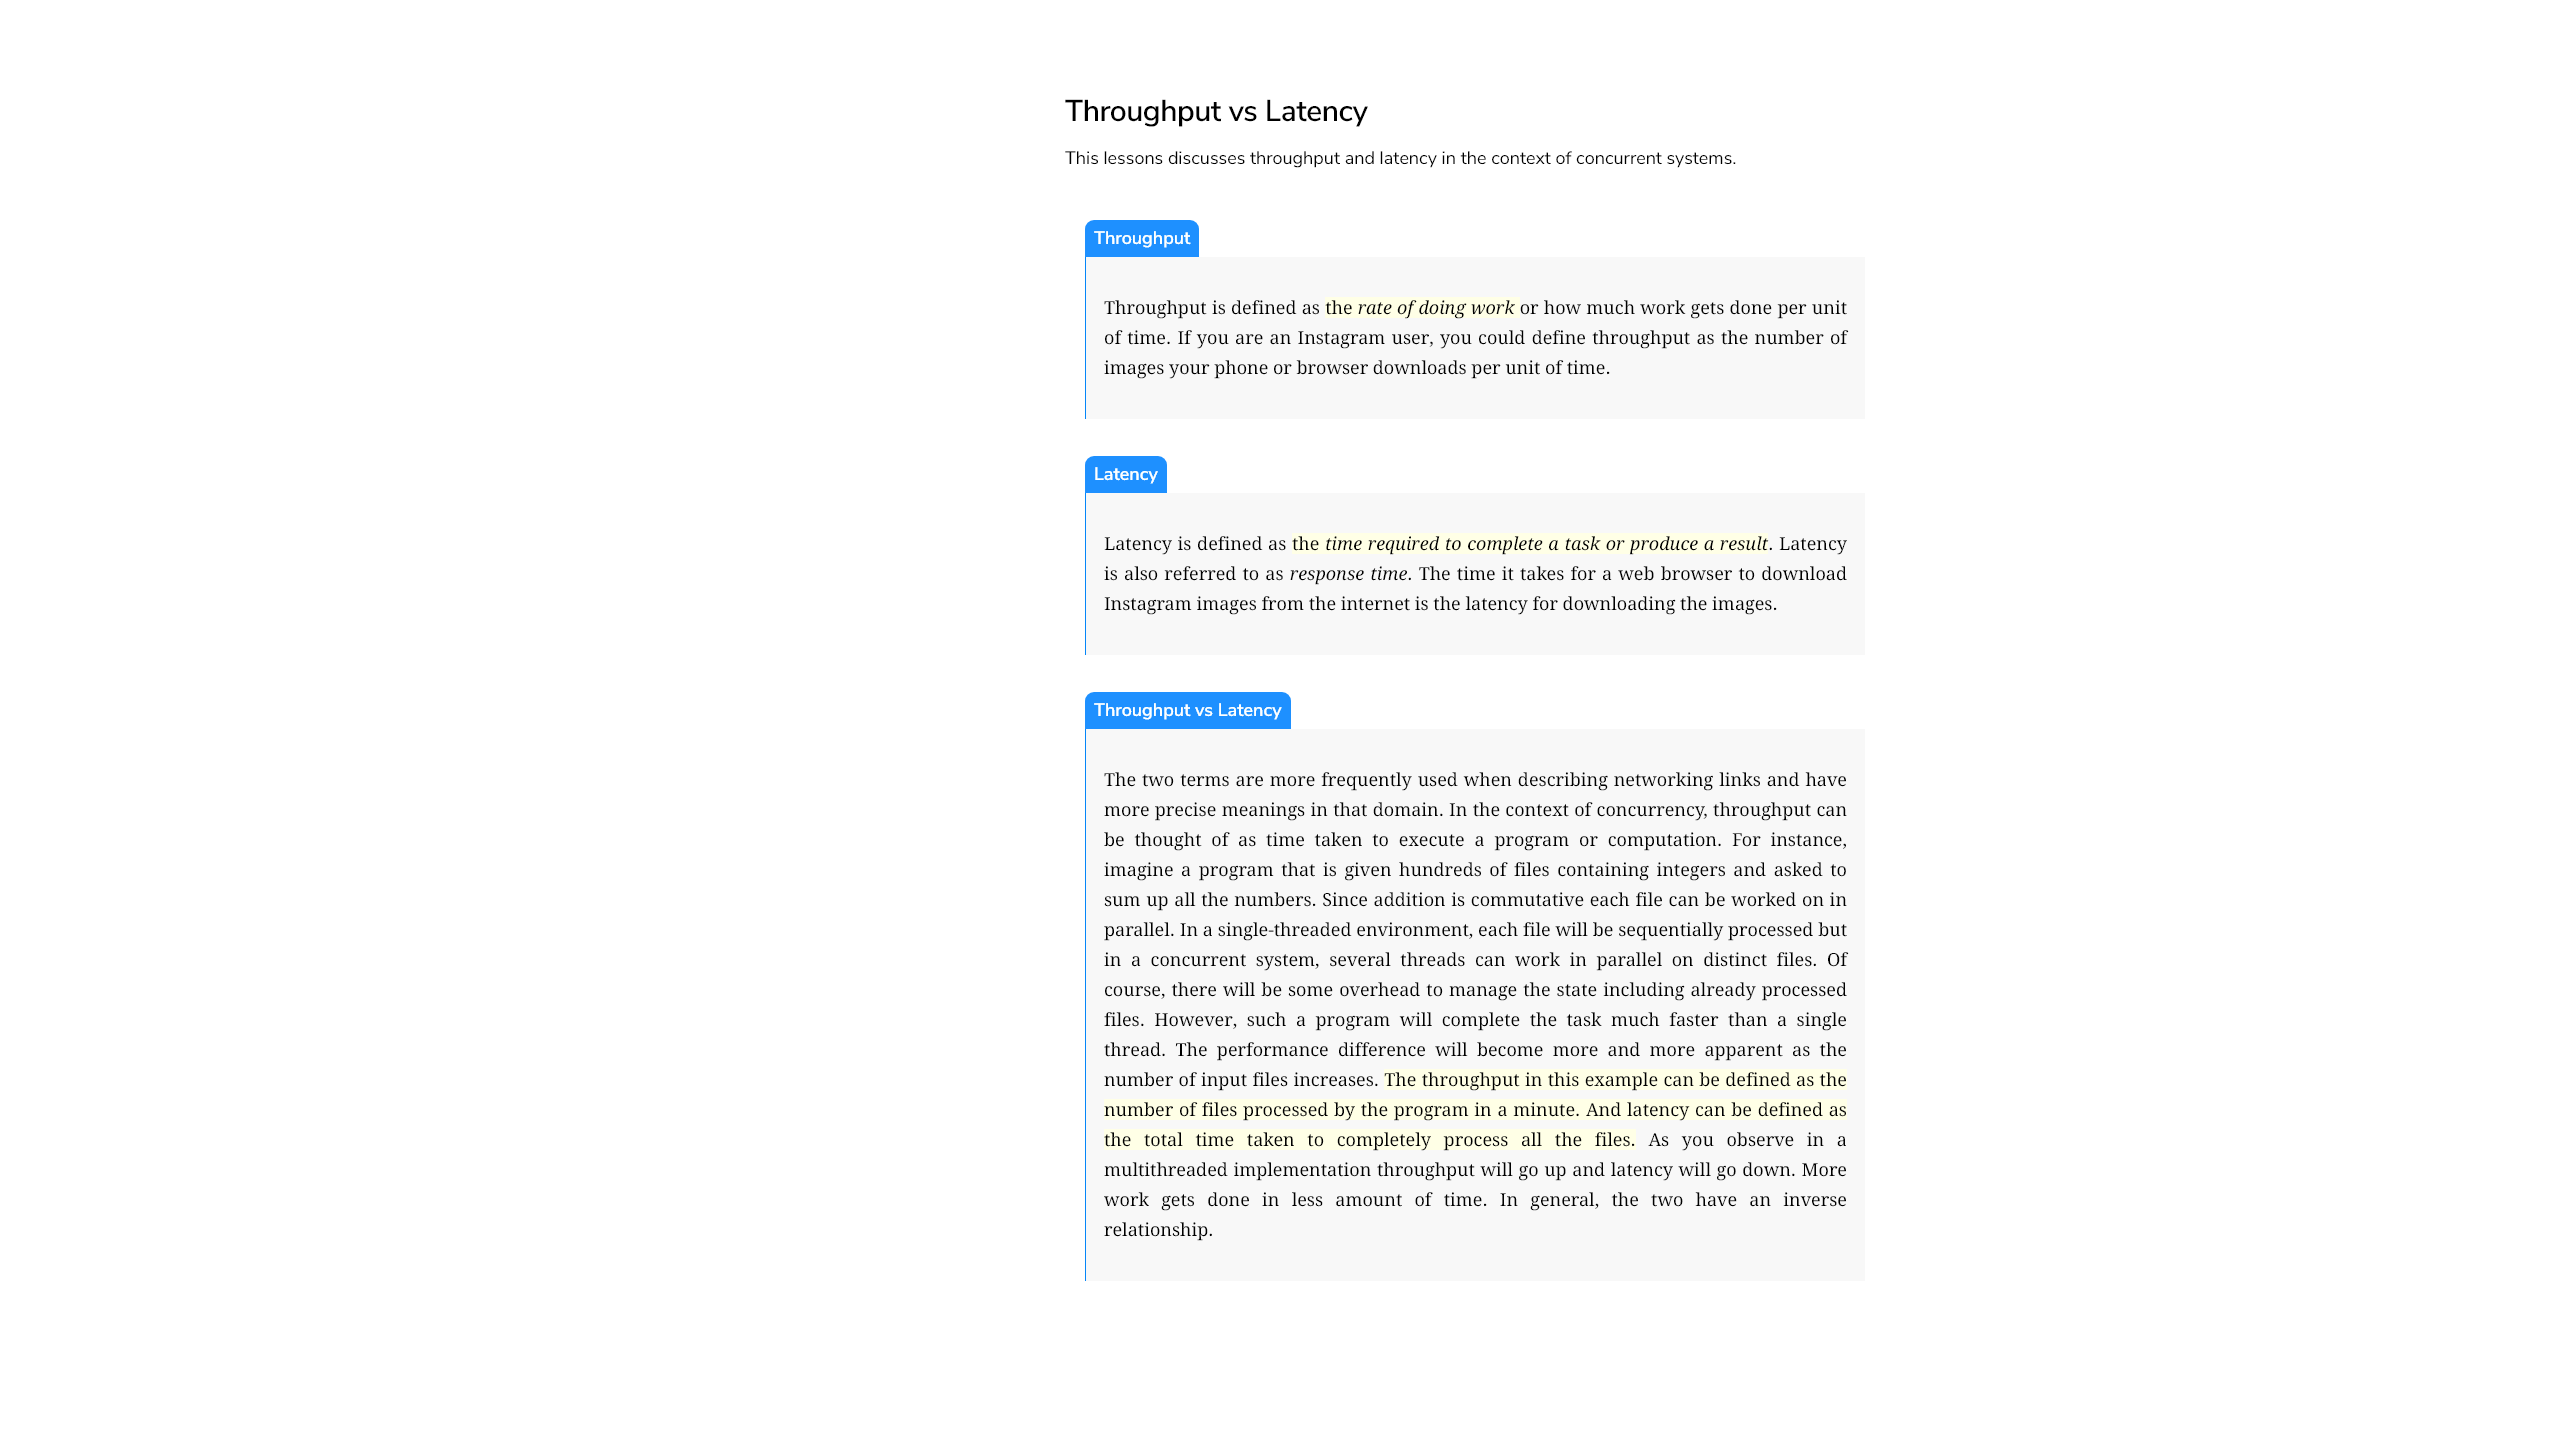 Throughput vs Latency
This lessons discusses throughput and latency in the context of concurrent systems.
Throughput
Throughput is defined as the rate of doing work or how much work gets done per unit
of time. If you are an Instagram user, you could define throughput as the number of
images your phone or browser downloads per unit of time.
Latency
Latency is defined as the time required to complete a task or produce a result. Latency
is also referred to as response time. The time it takes for a web browser to download
Instagram images from the internet is the latency for downloading the images.
Throughput vs Latency
The two terms are more frequently used when describing networking links and have
more precise meanings in that domain. In the context of concurrency, throughput can
be thought of as time taken to execute a program or computation. For instance,
imagine a program that is given hundreds of files containing integers and asked to
sum up all the numbers. Since addition is commutative each file can be worked on in
parallel. In a single-threaded environment, each file will be sequentially processed but
in a concurrent system, several threads can work in parallel on distinct files. Of
course, there will be some overhead to manage the state including already processed
files. However, such a program will complete the task much faster than a single
thread. The performance difference will become more and more apparent as the
number of input files increases. The throughput in this example can be defined as the
number of files processed by the program in a minute. And latency can be defined as
the total time taken to completely process all the files. As you observe in a
multithreaded implementation throughput will go up and latency will go down. More
work gets done in less amount of time. In general, the two have an inverse
relationship.